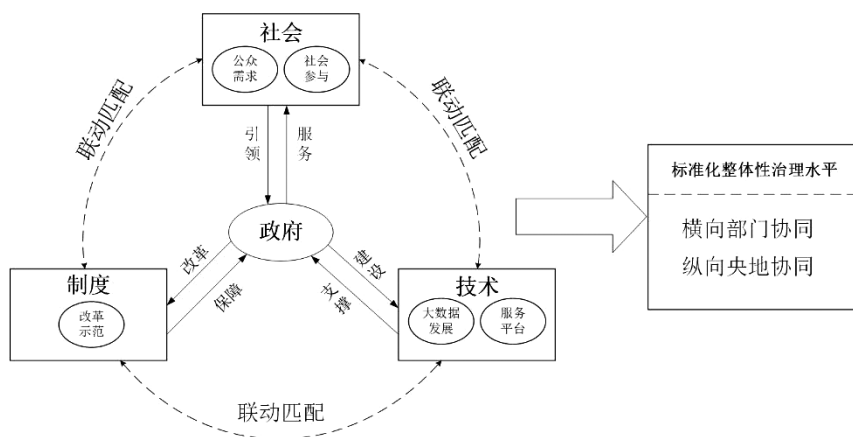 社会
公众
需求
社会
参与
联动匹配
联动匹配
引领
服务
政府
改革
保障
建设
支撑
制度
改革
示范
技术
大数据
发展
服务
平台
联动匹配
标准化整体性治理水平
横向部门协同
纵向央地协同